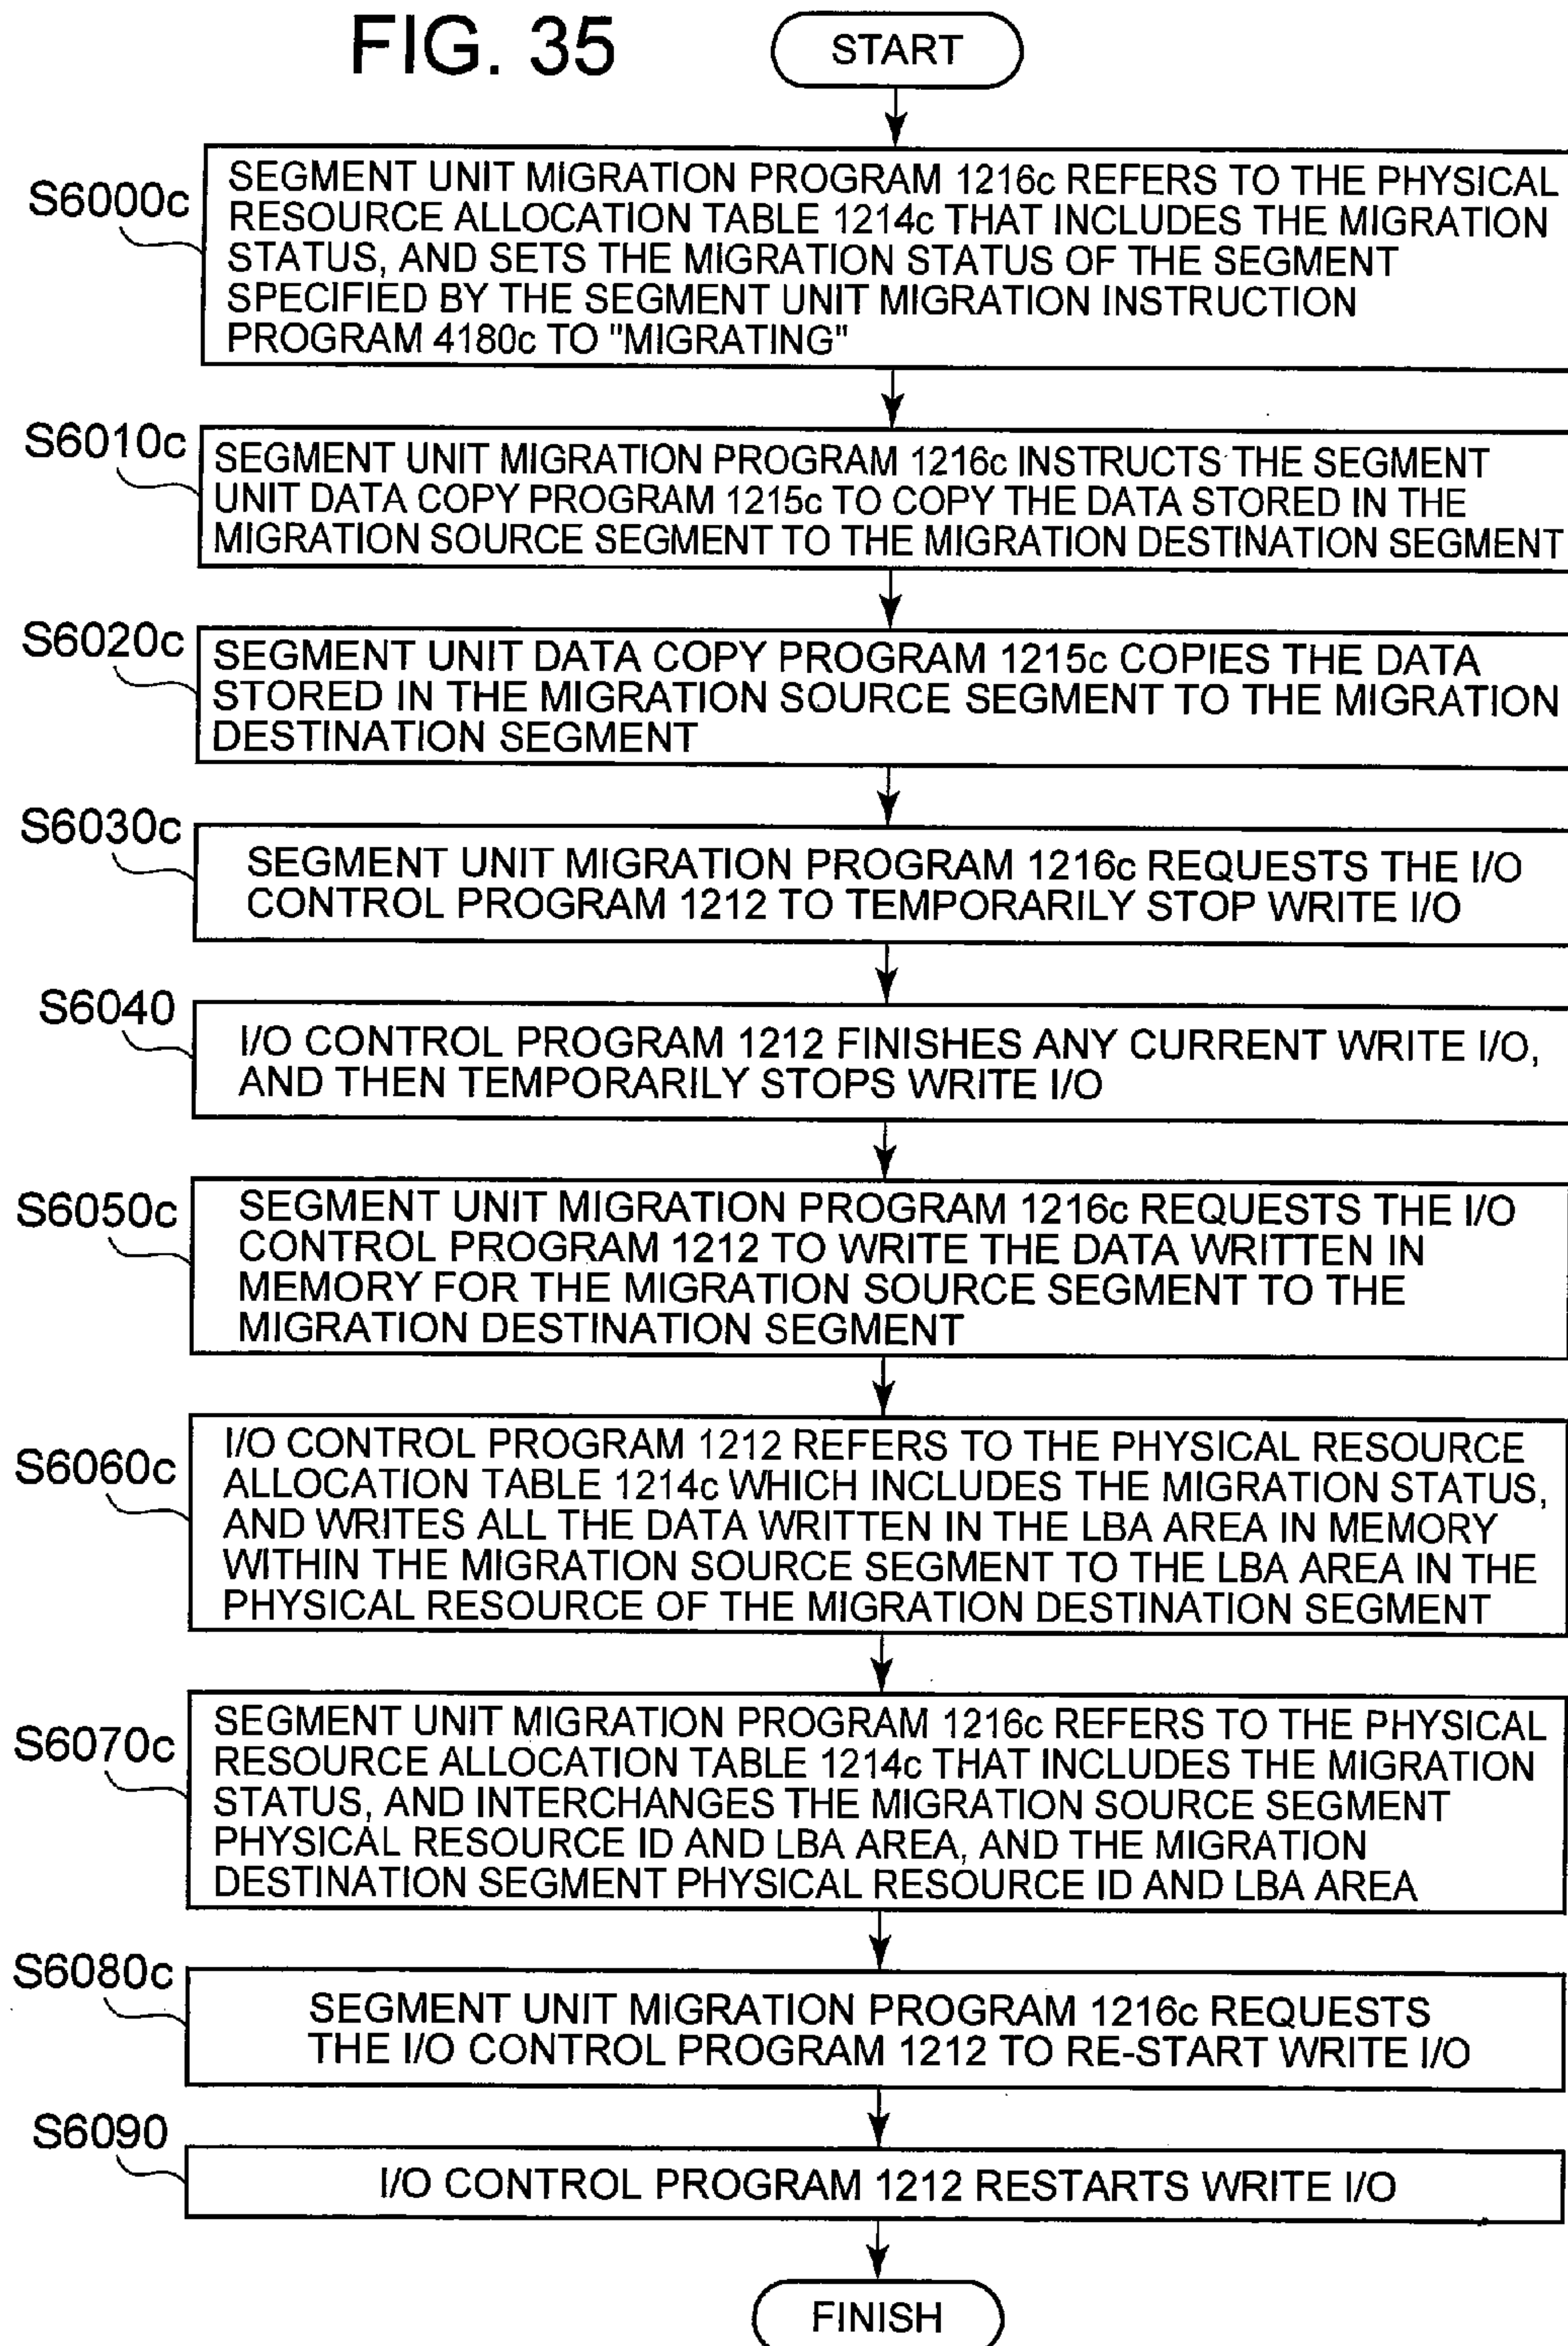 FIG. 35
START
S6000c
SEGMENT UNIT MIGRATION PROGRAM 1216c REFERS TO THE PHYSICAL
RESOURCE ALLOCATION TABLE 1214c THAT INCLUDES THE MIGRATION
STATUS, AND SETS THE MIGRATION STATUS OF THE SEGMENT
SPECIFIED BY THE SEGMENT UNIT MIGRATION INSTRUCTION
PROGRAM 4180c TO "MIGRATING"
S6010c
SEGMENT UNIT MIGRATION PROGRAM 1216c INSTRUCTS THE SEGMENT
UNIT DATA COPY PROGRAM 1215c TO COPY THE DATA STORED IN THE
MIGRATION SOURCE SEGMENT TO THE MIGRATION DESTINATION SEGMENT
S6020c
SEGMENT UNIT DATA COPY PROGRAM 1215c COPIES THE DATA
STORED IN THE MIGRATION SOURCE SEGMENT TO THE MIGRATION
DESTINATION SEGMENT
S6030c
SEGMENT UNIT MIGRATION PROGRAM 1216c REQUESTS THE I/O
CONTROL PROGRAM 1212 TO TEMPORARILY STOP WRITE I/O
S6040
I/O CONTROL PROGRAM 1212 FINISHES ANY CURRENT WRITE I/O,
AND THEN TEMPORARILY STOPS WRITE I/O
S6050c
SEGMENT UNIT MIGRATION PROGRAM 1216c REQUESTS THE I/O
CONTROL PROGRAM 1212 TO WRITE THE DATA WRITTEN IN
MEMORY FOR THE MIGRATION SOURCE SEGMENT TO THE
MIGRATION DESTINATION SEGMENT
S6060c
I/O CONTROL PROGRAM 1212 REFERS TO THE PHYSICAL RESOURCE
ALLOCATION TABLE 1214c WHICH INCLUDES THE MIGRATION STATUS,
AND WRITES ALL THE DATA WRITTEN IN THE LBA AREA IN MEMORY
WITHIN THE MIGRATION SOURCE SEGMENT TO THE LBA AREA IN THE
PHYSICAL RESOURCE OF THE MIGRATION DESTINATION SEGMENT
S6070c
SEGMENT UNIT MIGRATION PROGRAM 1216c REFERS TO THE PHYSICAL
RESOURCE ALLOCATION TABLE 1214c THAT INCLUDES THE MIGRATION
STATUS, AND INTERCHANGES THE MIGRATION SOURCE SEGMENT
PHYSICAL RESOURCE ID AND LBA AREA, AND THE MIGRATION
DESTINATION SEGMENT PHYSICAL RESOURCE ID AND LBA AREA
S6080c
SEGMENT UNIT MIGRATION PROGRAM 1216c REQUESTS
THE I/O CONTROL PROGRAM 1212 TO RE-START WRITE I/O
S6090
I/O CONTROL PROGRAM 1212 RESTARTS WRITE I/O
FINISH